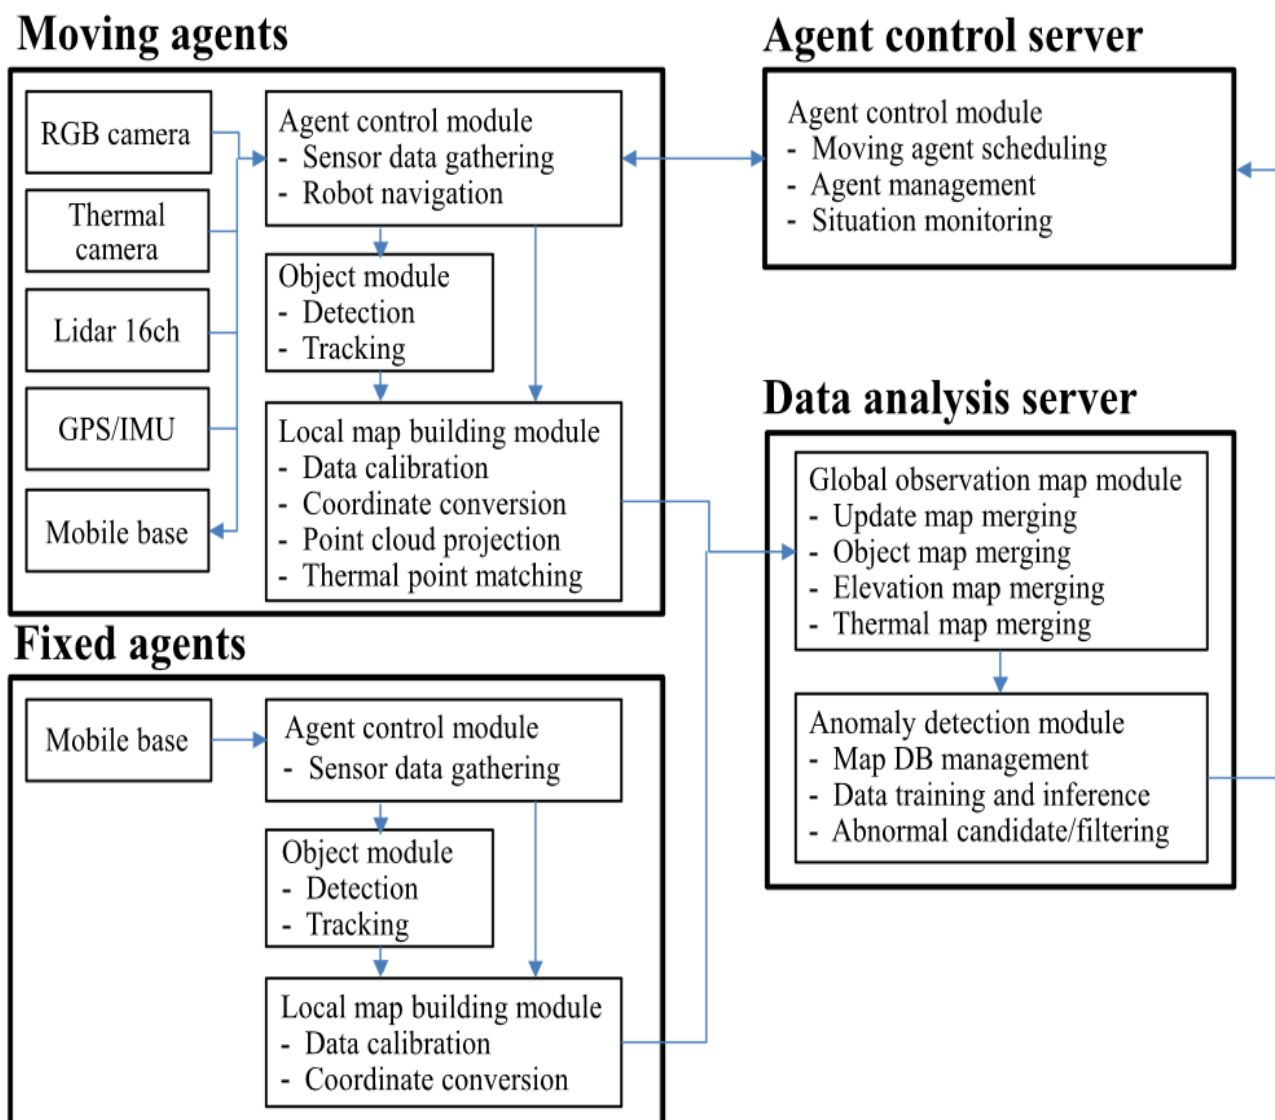 Moving agents
RGB camera
Thermal
camera
Lidar 16ch
GPS/IMU
Mobile base
Agent control module
- Sensor data gathering
- Robot navigation
Object module
- Detection
- Tracking
Local map building module
- Data calibration
- Coordinate conversion
- Point cloud projection
- Thermal point matching
Fixed agents
Mobile base
Agent control module
- Sensor data gathering
Object module
- Detection
- Tracking
Local map building module
- Data calibration
- Coordinate conversion
Agent control server
Agent control module
- Moving agent scheduling
- Agent management
- Situation monitoring
Data analysis server
Global observation map module
- Update map merging
- Object map merging
- Elevation map merging
- Thermal map merging
Anomaly detection module
- Map DB management
- Data training and inference
- Abnormal candidate/filtering